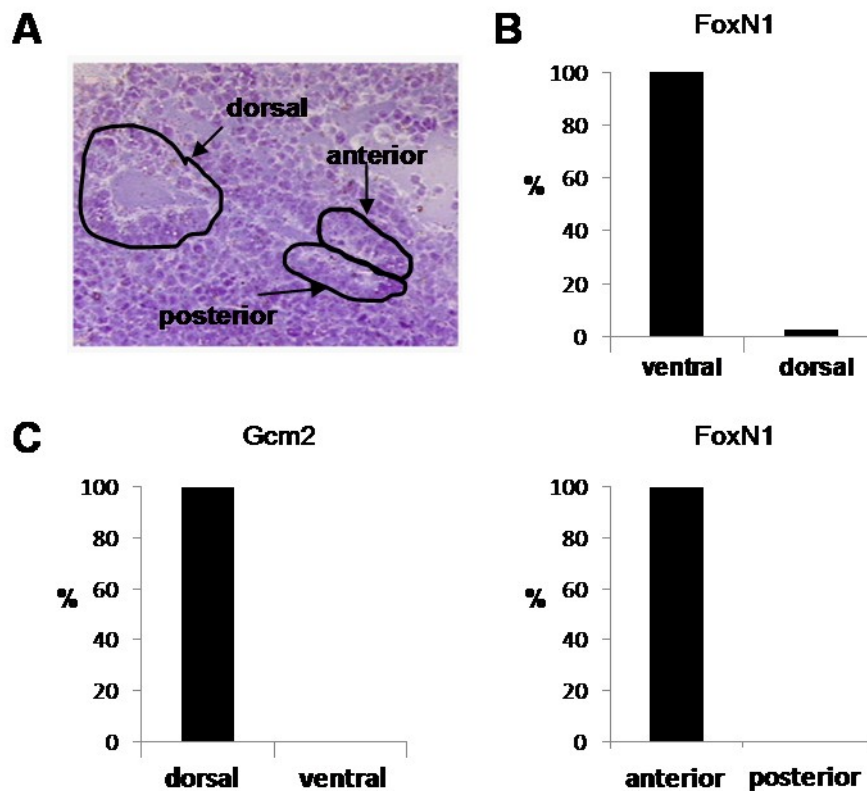 A
dorsal
anterior
posterior
B
FoxN1
100
80
60
%
40
20
0
ventral dorsal
C
Gcm2
100
80
60
%
40
20
0
dorsal ventral
FoxN1
100
80
60
%
40
20
0
anterior posterior